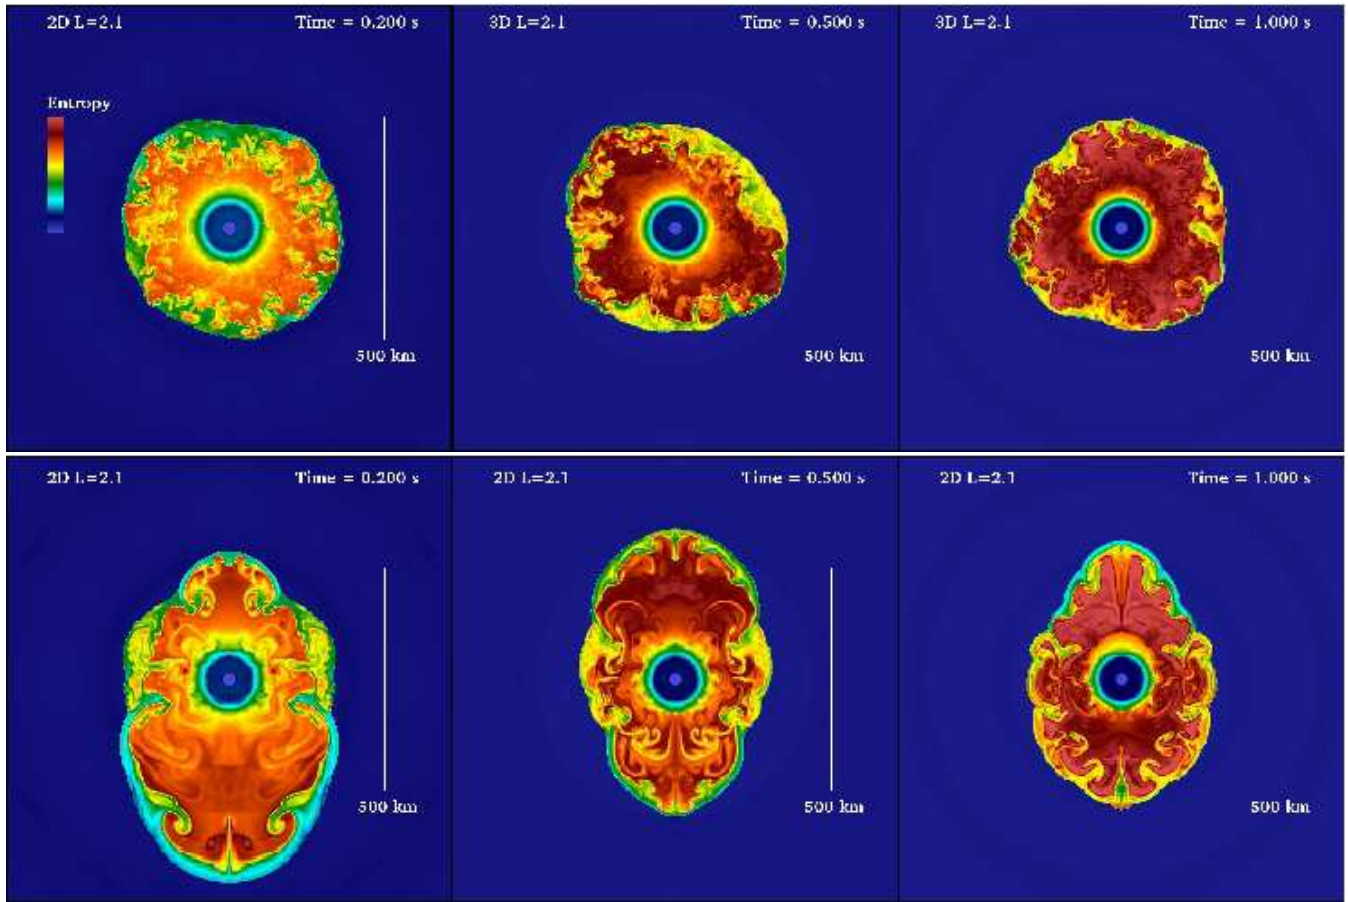 2D L=2.1 Time = 0.200 s
3D L=2.1 Time = 0.500 s
3D L=2.1 Time = 1.000 s
Entropy
500 km
500 km
500 km
2D L=2.1 Time = 0.200 s
2D L=2.1 Time = 0.500 s
2D L=2.1 Time = 1.000 s
500 km
500 km
500 km